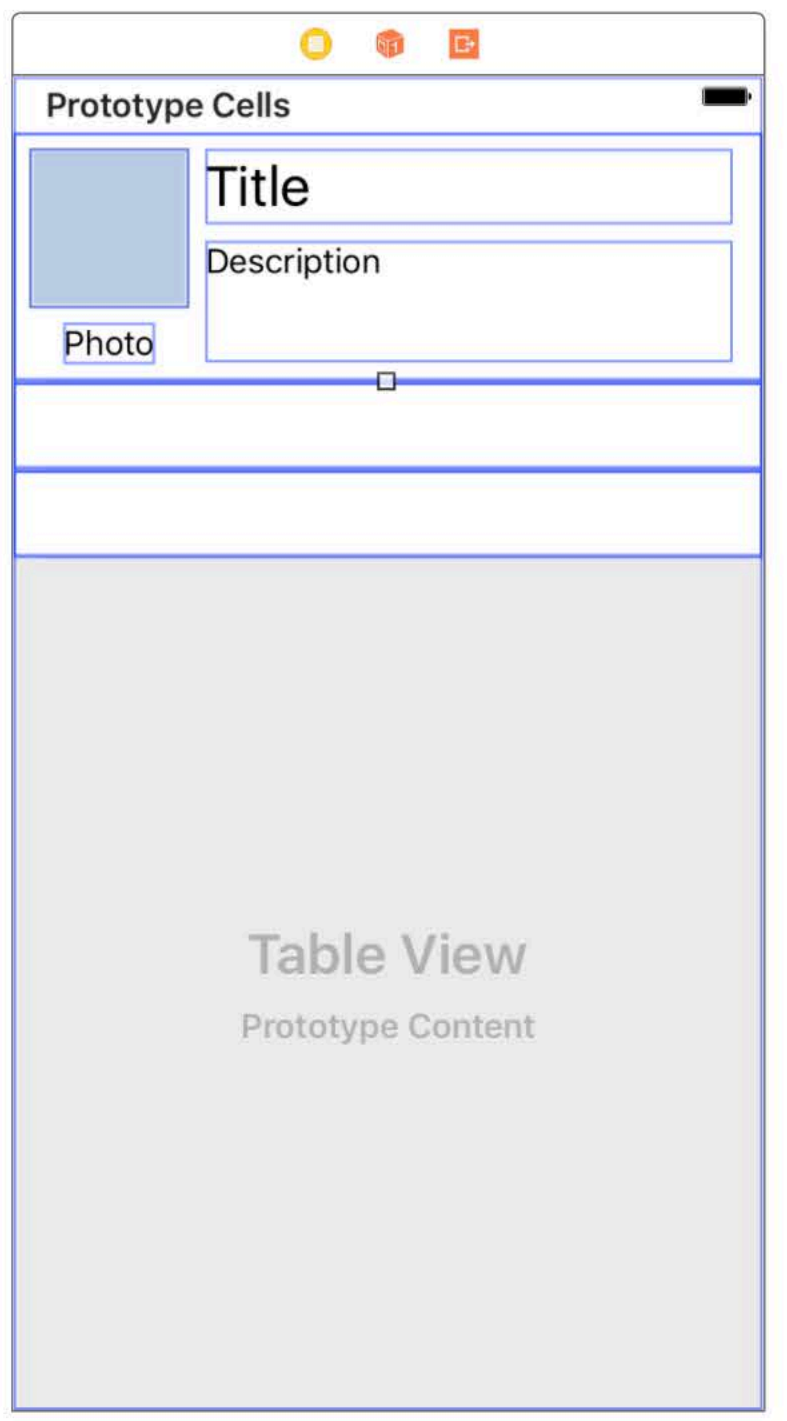 Prototype Cells
Title
Description
Photo
Table View
Prototype Content